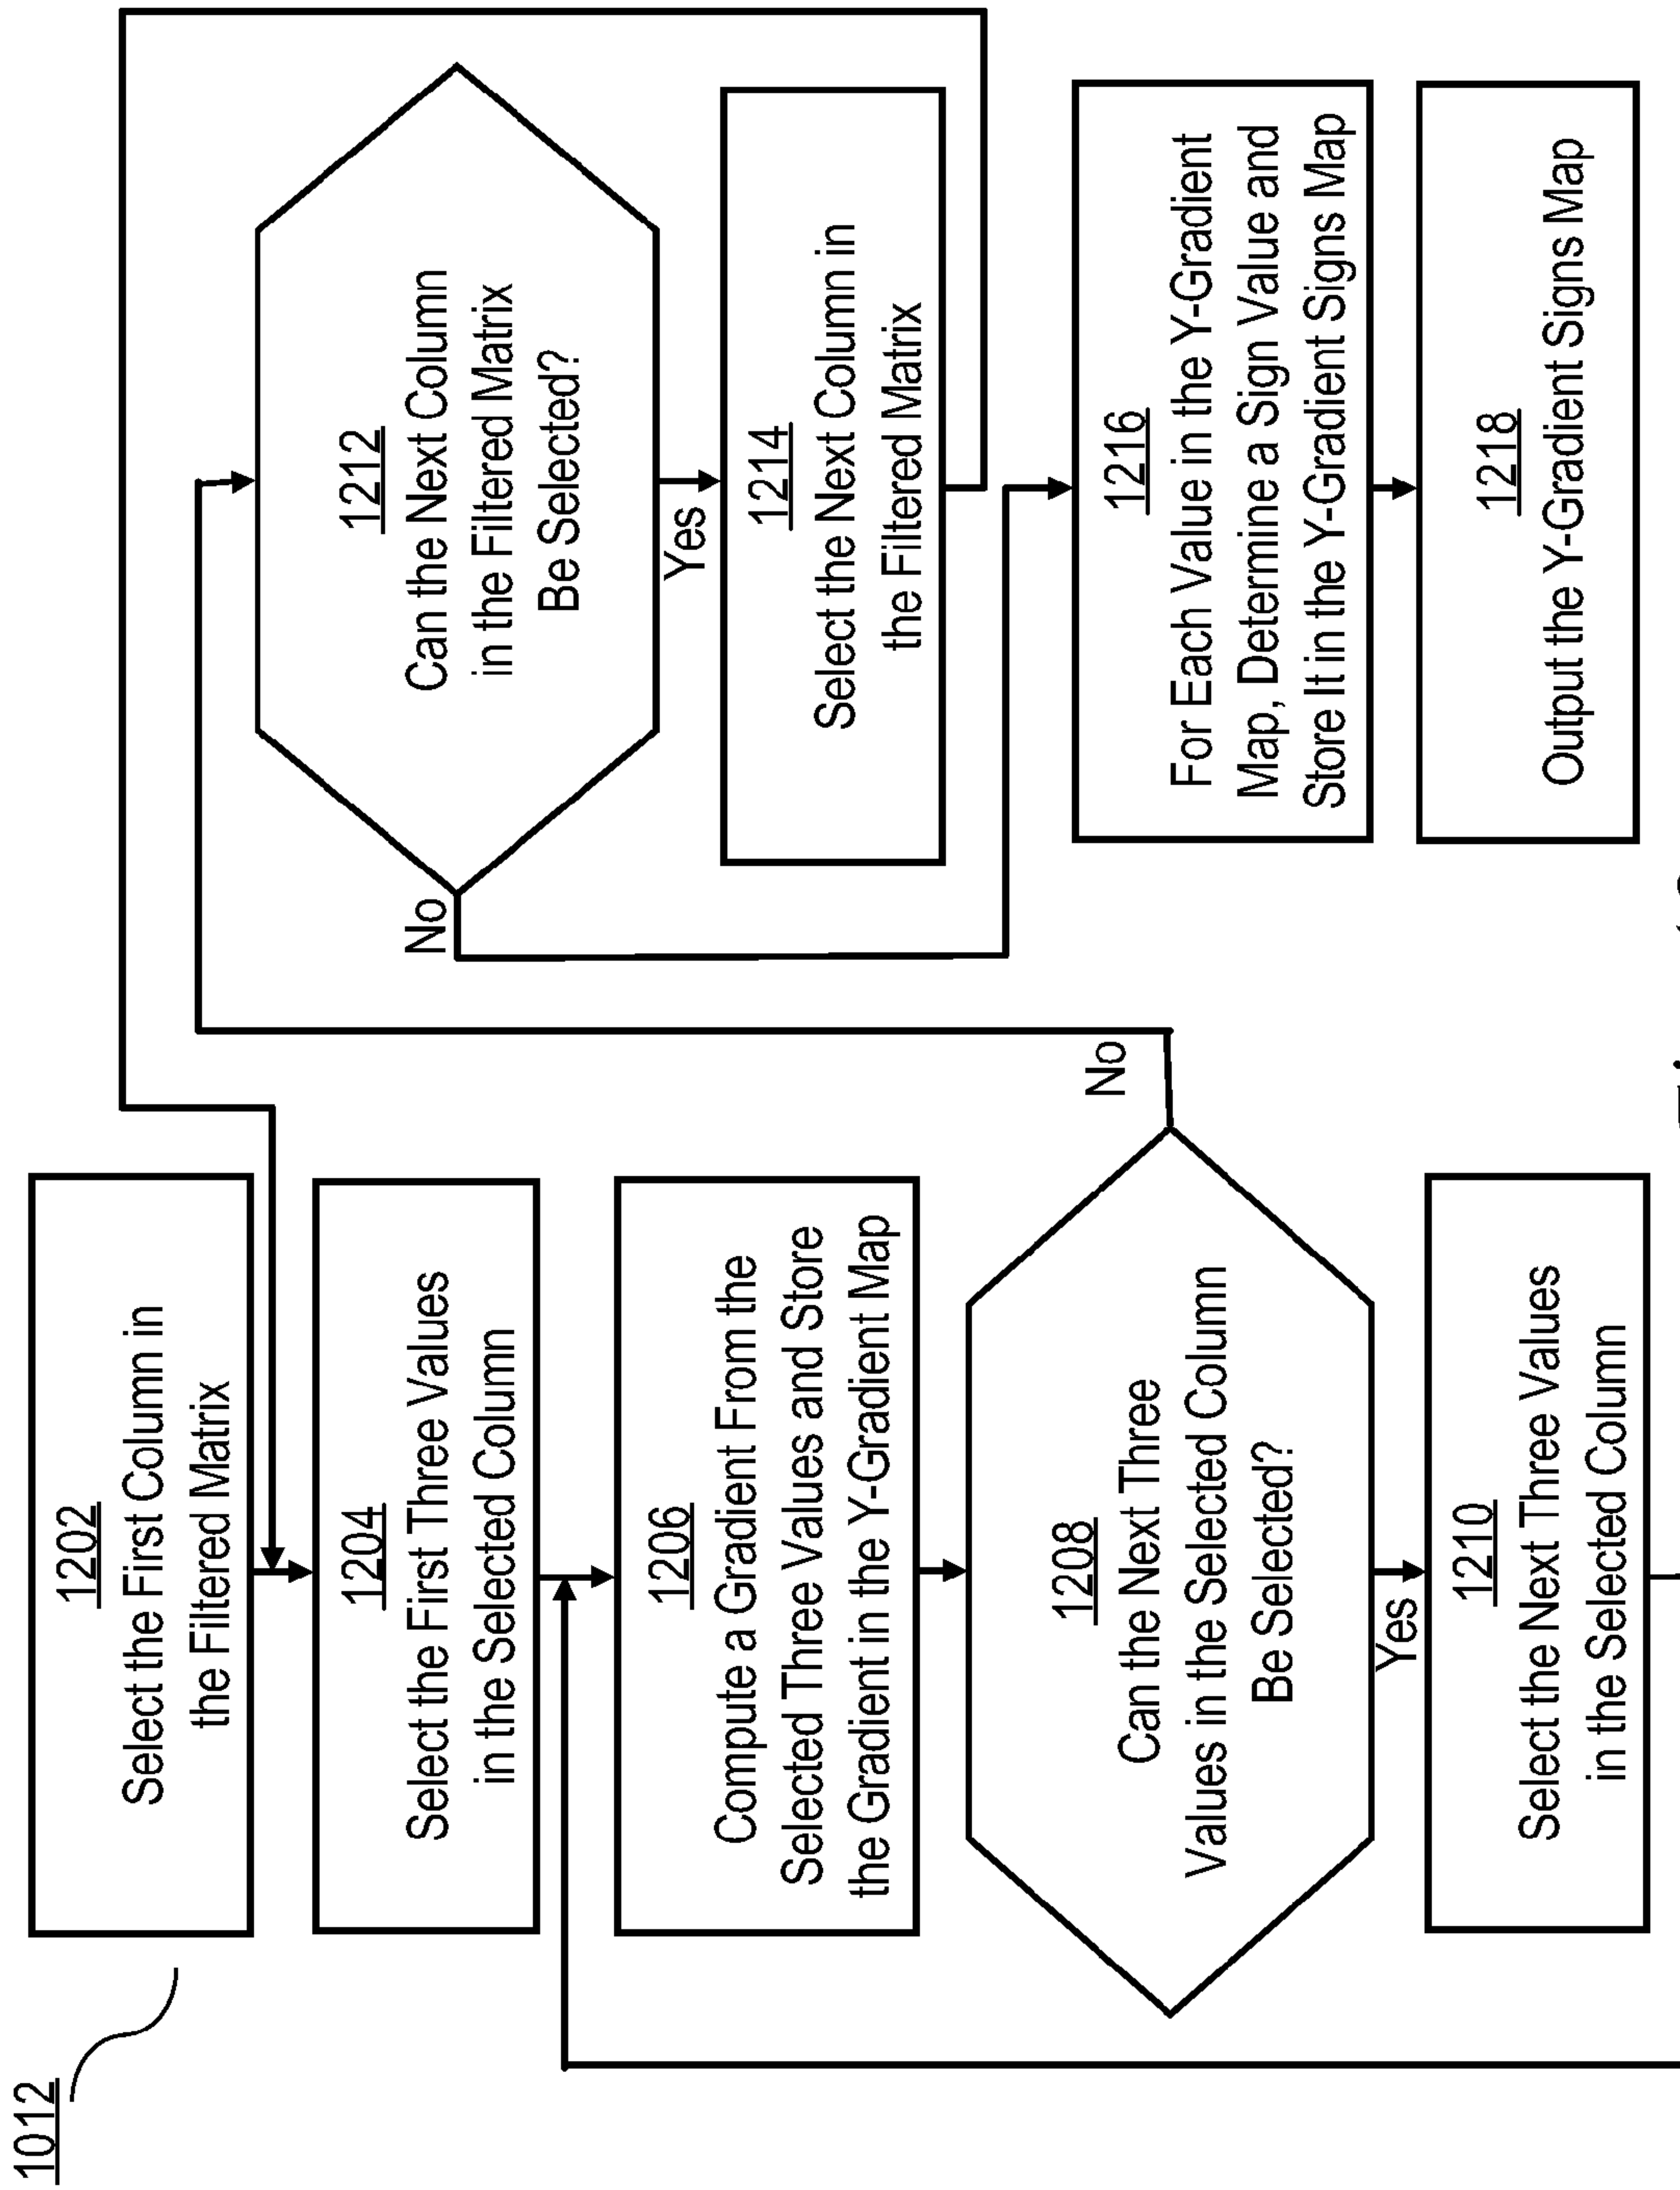 1012
1202
Select the First Column in
the Filtered Matrix
1204
Select the First Three Values
in the Selected Column
1206
Compute a Gradient From the
Selected Three Values and Store
the Gradient in the Y-Gradient Map
1208
Can the Next Three
Values in the Selected Column
Be Selected?
Yes
No
1210
Select the Next Three Values
in the Selected Column
1212
Can the Next Column
in the Filtered Matrix
Be Selected?
No
Yes
1214
Select the Next Column in
the Filtered Matrix
1216
For Each Value in the Y-Gradient
Map, Determine a Sign Value and
Store It in the Y-Gradient Signs Map
1218
Output the Y-Gradient Signs Map